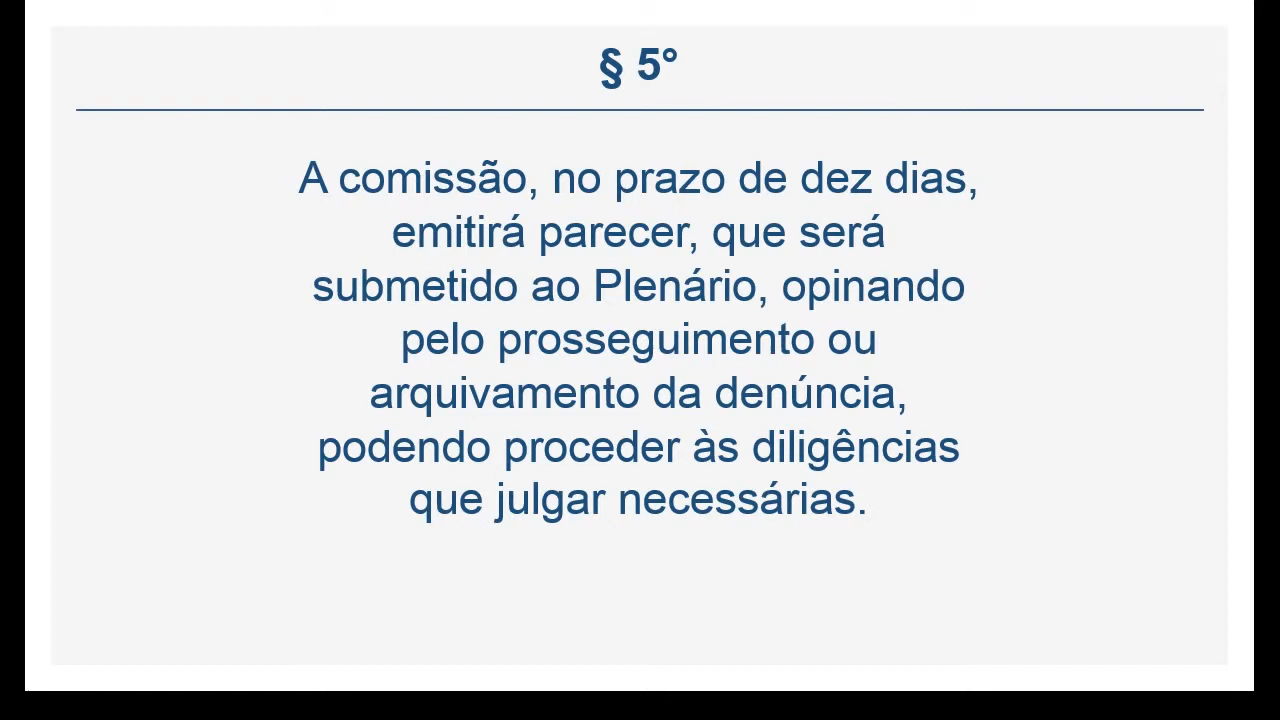 § 5°
A comissão, no prazo de dez dias,
emitirá parecer, que será
submetido ao Plenário, opinando
pelo prosseguimento ou
arquivamento da denúncia,
podendo proceder às diligências
que julgar necessárias.